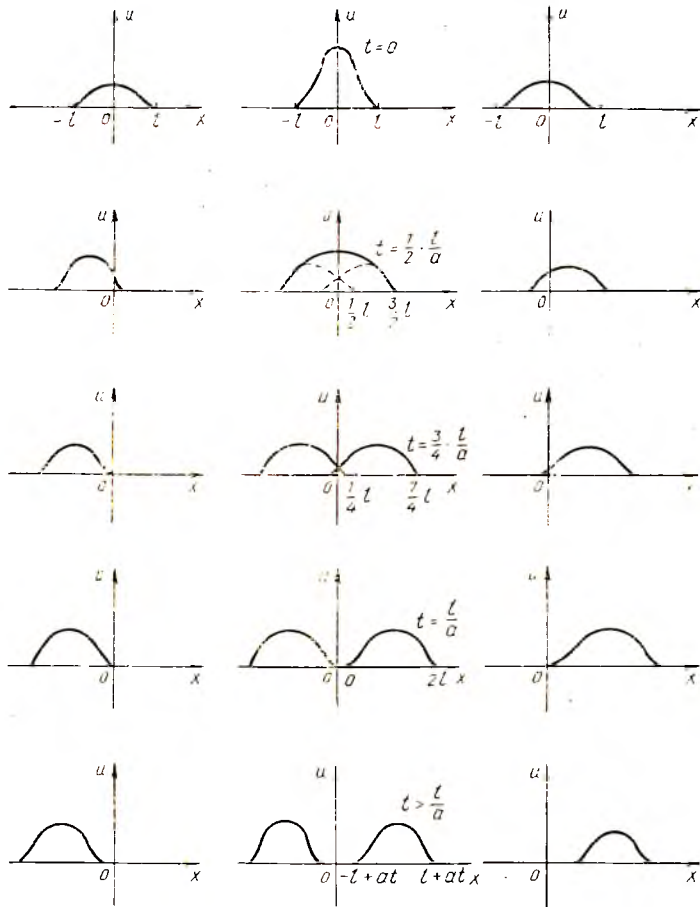 u u t=0 u
-l 0 l x -l 0 l x -l 0 l x
u u t=1/2·l/a u
0 x 0 1/2 l 3/2 l x 0 x
u u t=3/4·l/a u
0 x 0 1/4 l 7/4 l x 0
u u t=l/a u
0 x 0 0 2l x 0 x
u u t>l/a u
0 x 0 -l+at l+at x 0 x